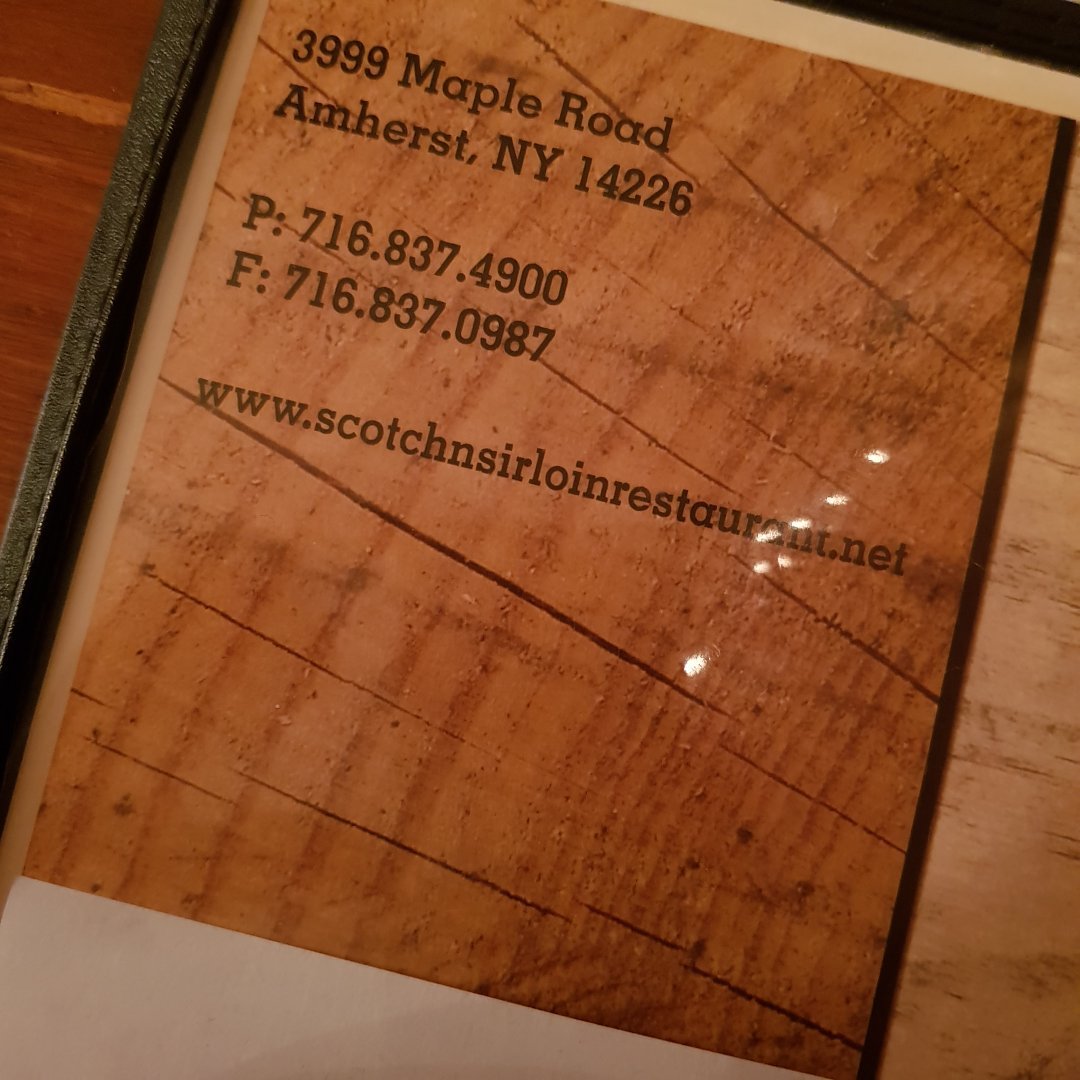 3999 Maple Road
Amherst, NY 14226
P: 716.837.4900
F: 716.837.0987
www.scotchnsirloinrestaurant.net